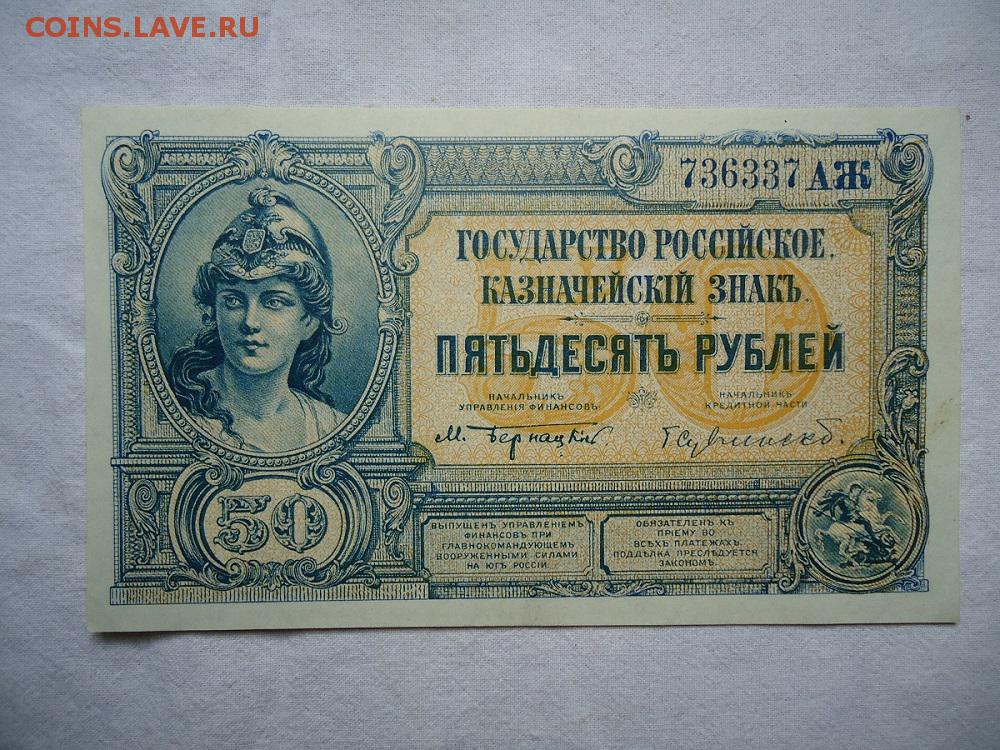 COINS.LAVE.RU
736337 АЖ
ГОСУДАРСТВО РОССІЙСКОЕ.
КАЗНАЧЕЙСКІЙ ЗНАКЪ.
ПЯТЬДЕСЯТЪ РУБЛЕЙ
НАЧАЛЬНИКЪ
УПРАВЛЕНІЯ ФИНАНСОВЪ
НАЧАЛЬНИКЪ
КРЕДИТНОЙ ЧАСТИ
М. Бернацкій
50
ВЫПУЩЕНЪ УПРАВЛЕНІЕМЪ
ФИНАНСОВЪ ПРИ
ГЛАВНОКОМАНДУЮЩЕМЪ
ВООРУЖЕННЫМИ СИЛАМИ
НА ЮГѢ РОССІИ.
ОБЯЗАТЕЛЕНЪ КЪ
ПРІЕМУ ВО
ВСѢХЪ ПЛАТЕЖАХЪ.
ПОДДѢЛКА ПРЕСЛѢДУЕТСЯ
ЗАКОНОМЪ.